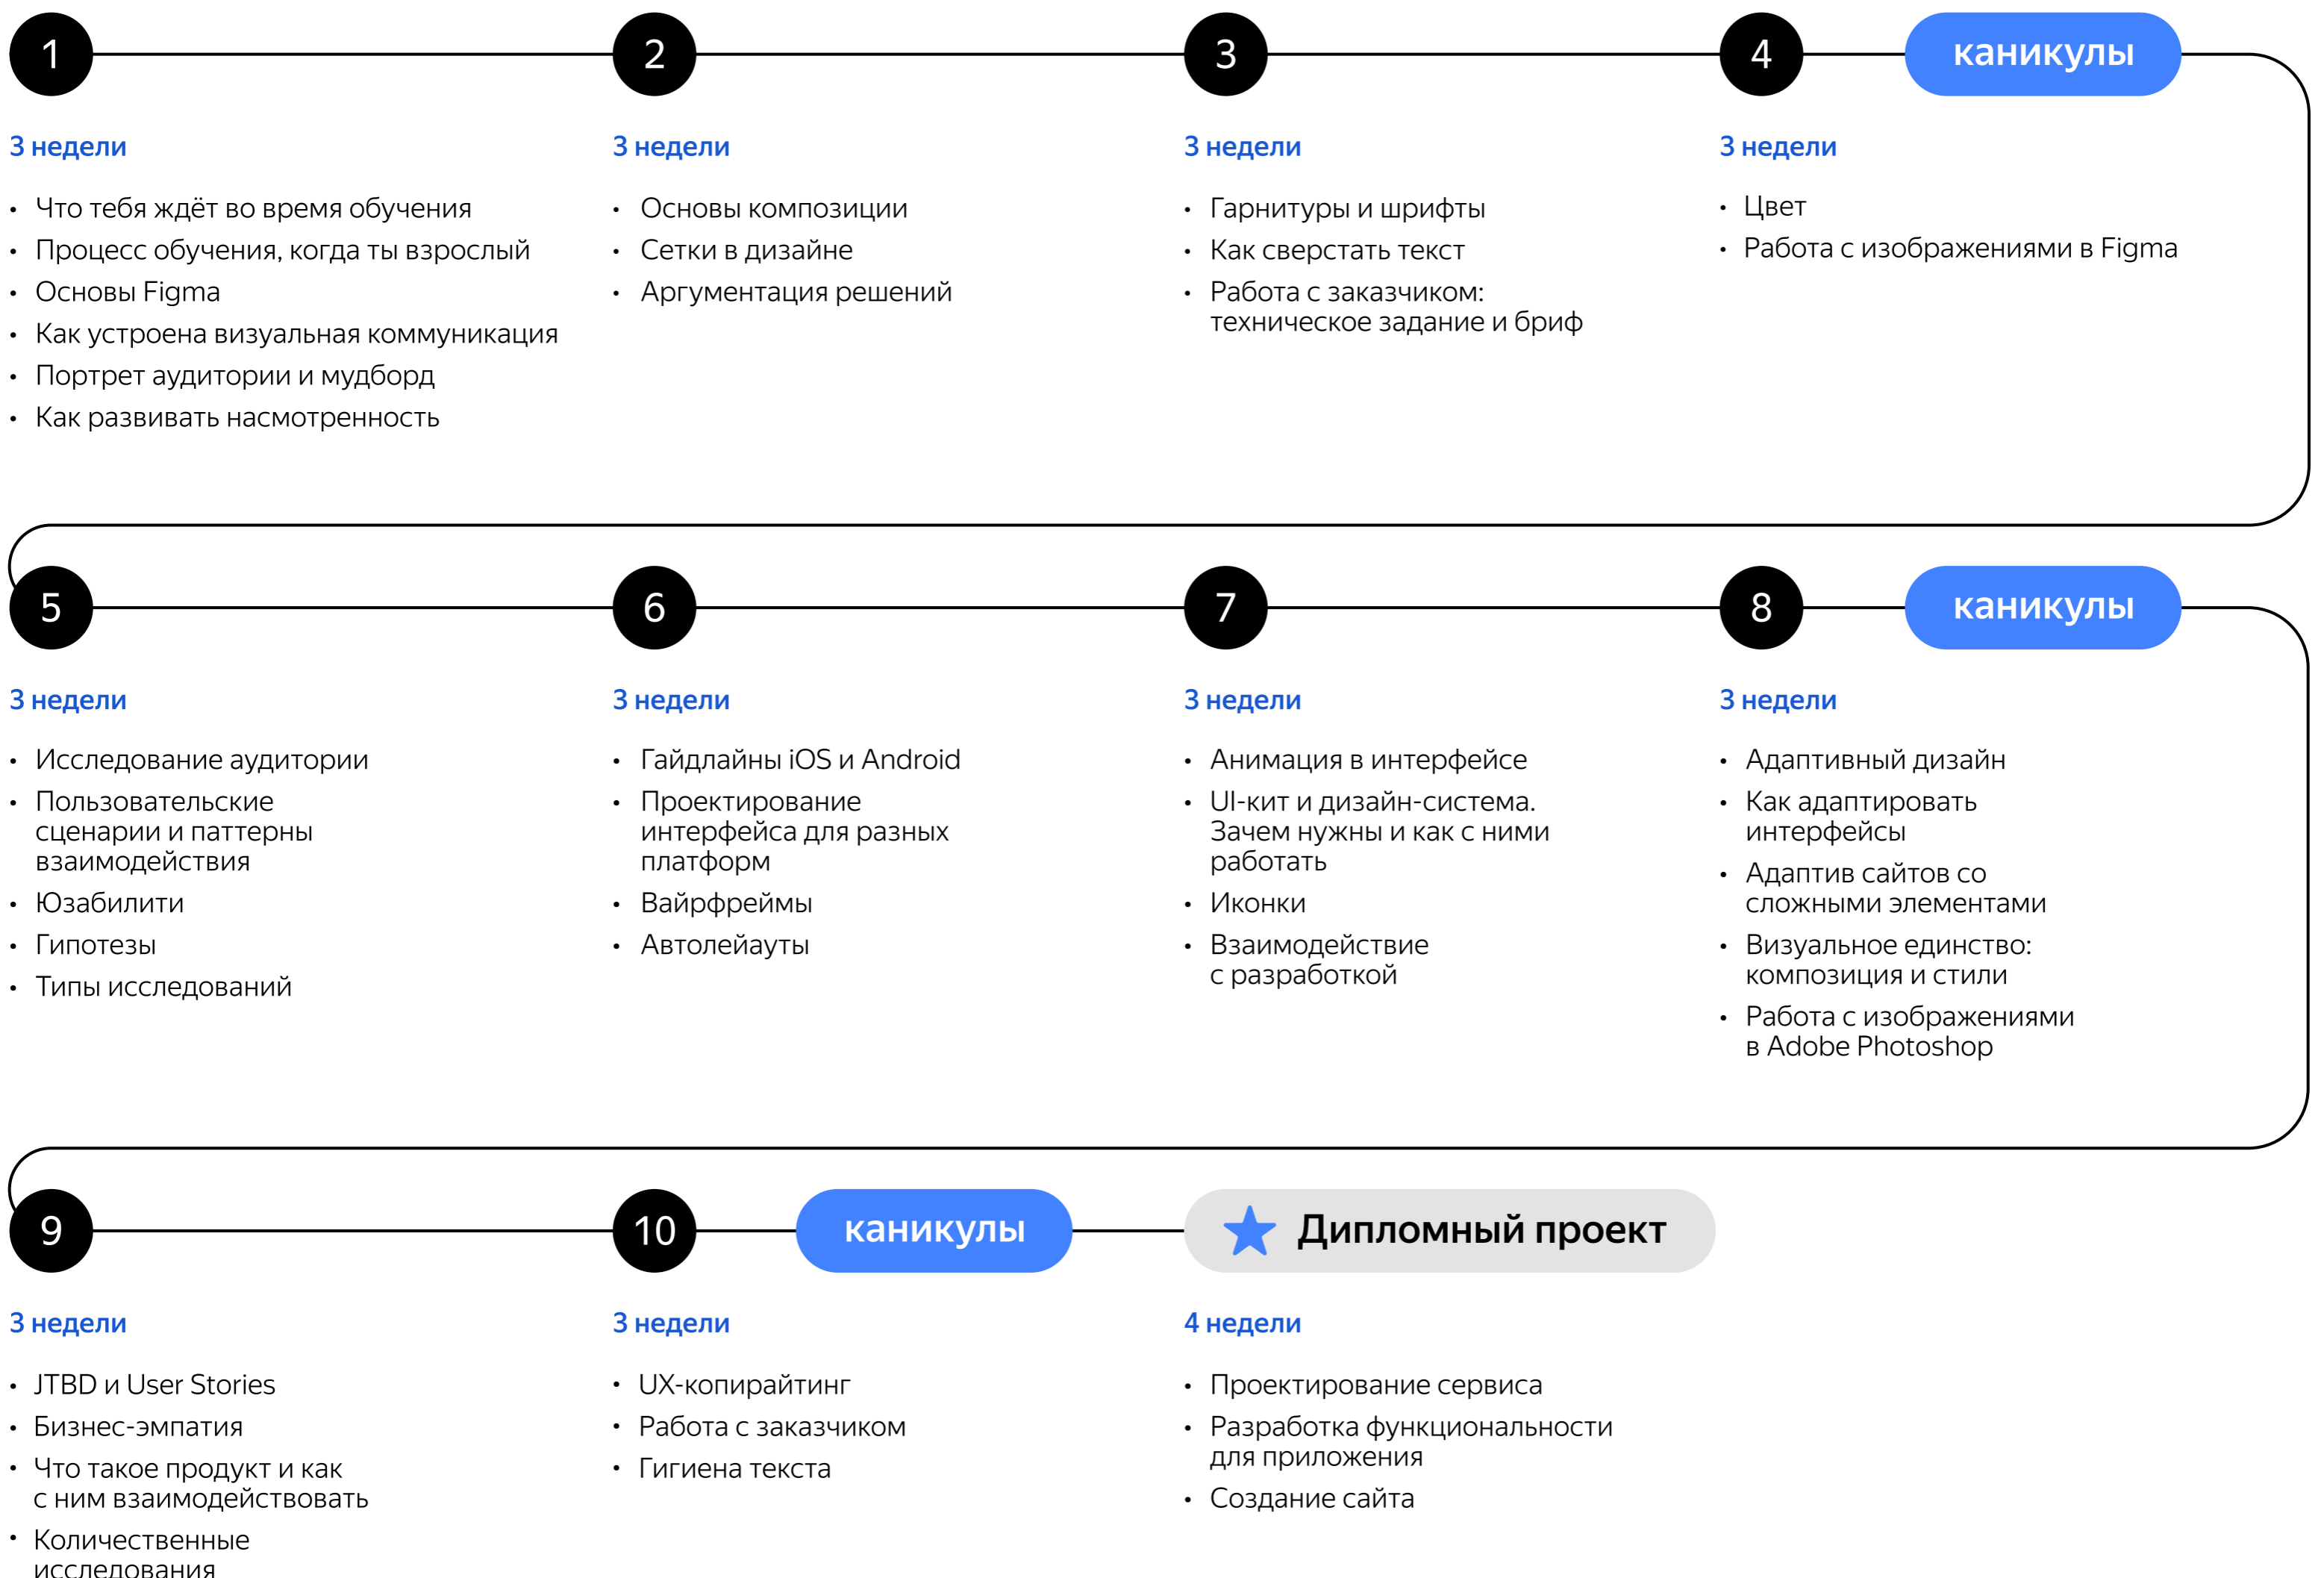 1
2
3
4
каникулы
3 недели
• Что тебя ждёт во время обучения
• Процесс обучения, когда ты взрослый
• Основы Figma
• Как устроена визуальная коммуникация
• Портрет аудитории и мудборд
• Как развивать насмотренность
3 недели
• Основы композиции
• Сетки в дизайне
• Аргументация решений
3 недели
• Гарнитуры и шрифты
• Как сверстать текст
• Работа с заказчиком:
техническое задание и бриф
3 недели
• Цвет
• Работа с изображениями в Figma
5
6
7
8
каникулы
3 недели
• Исследование аудитории
• Пользовательские
сценарии и паттерны
взаимодействия
• Юзабилити
• Гипотезы
• Типы исследований
3 недели
• Гайдлайны iOS и Android
• Проектирование
интерфейса для разных
платформ
• Вайрфреймы
• Автолейауты
3 недели
• Анимация в интерфейсе
• UI-кит и дизайн-система.
Зачем нужны и как с ними
работать
• Иконки
• Взаимодействие
с разработкой
3 недели
• Адаптивный дизайн
• Как адаптировать
интерфейсы
• Адаптив сайтов со
сложными элементами
• Визуальное единство:
композиция и стили
• Работа с изображениями
в Adobe Photoshop
9
10
каникулы
Дипломный проект
3 недели
• JTBD и User Stories
• Бизнес-эмпатия
• Что такое продукт и как
с ним взаимодействовать
• Количественные
исследования
3 недели
• UX-копирайтинг
• Работа с заказчиком
• Гигиена текста
4 недели
• Проектирование сервиса
• Разработка функциональности
для приложения
• Создание сайта